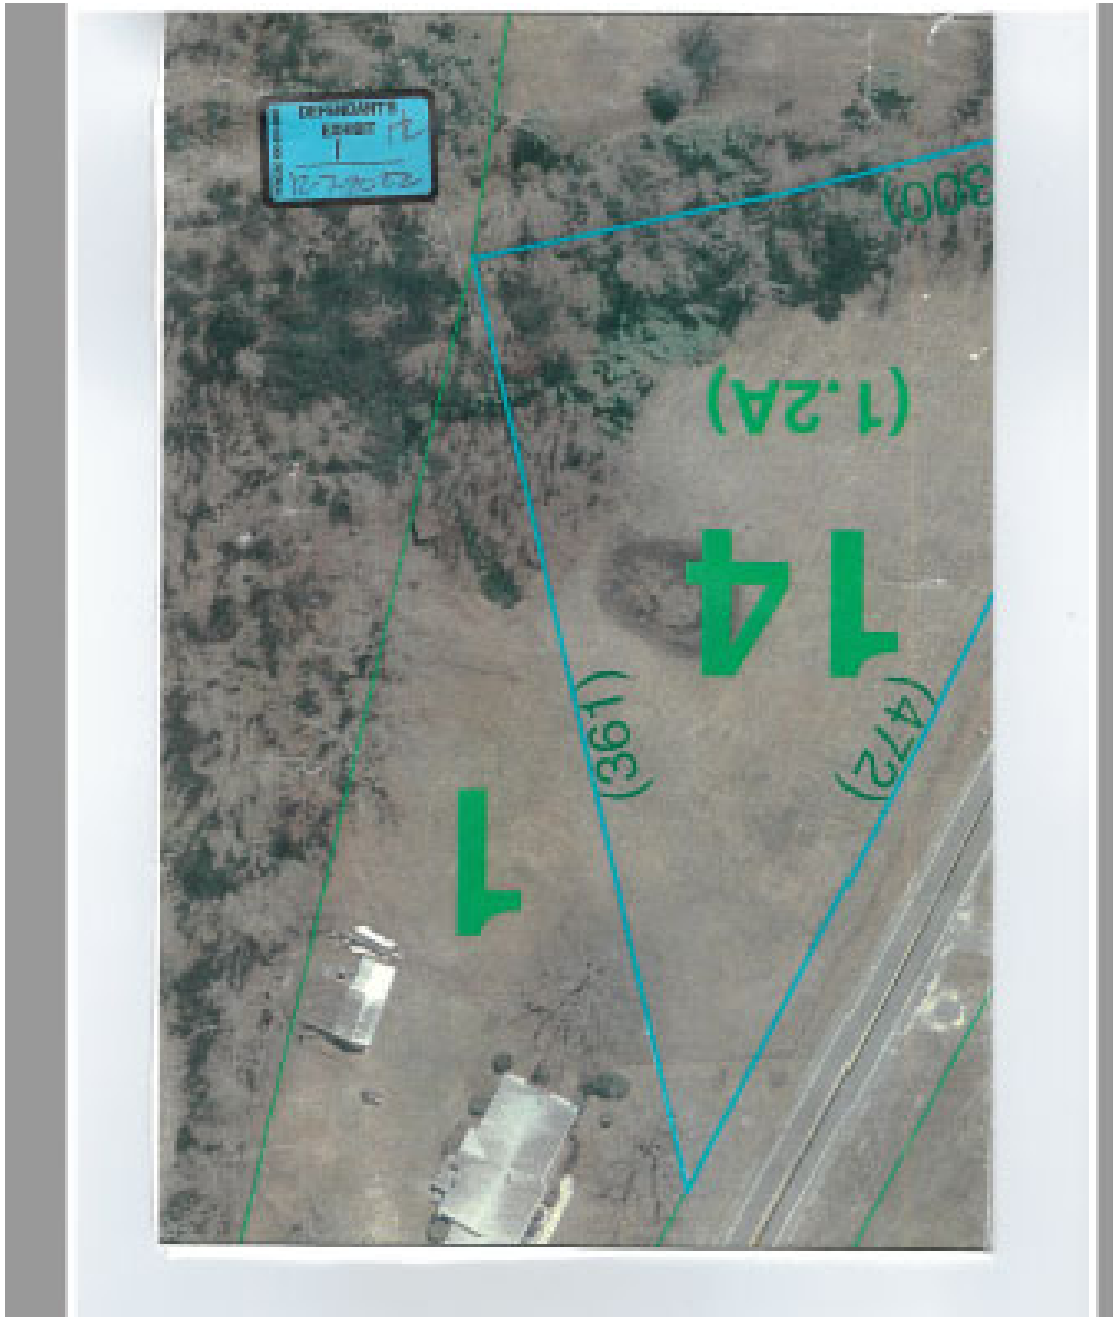 DEFENDANT'S
EXHIBIT
1
(300)
(1.2A)
14
(361)
(472)
1